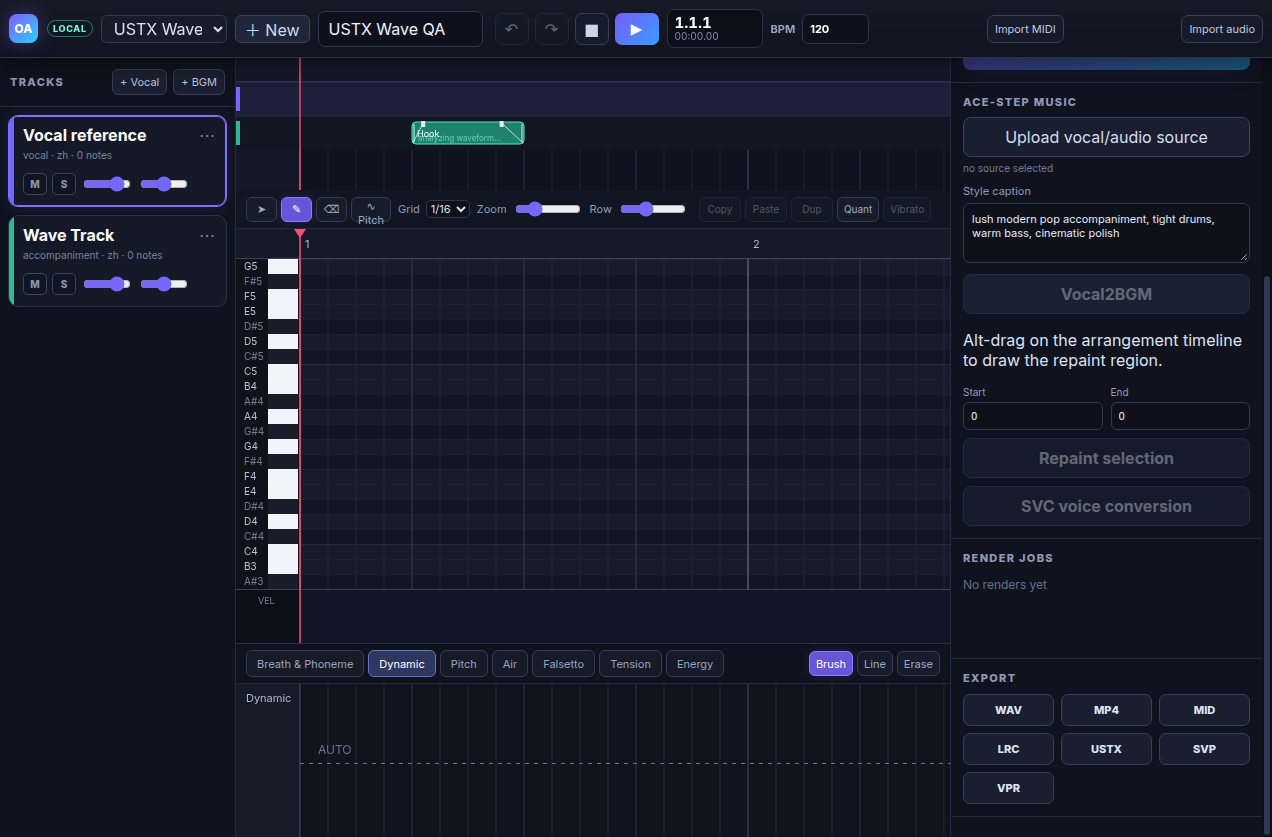 OA
LOCAL
USTX Wave
+ New
USTX Wave QA
1.1.1
00:00.00
BPM
120
Import MIDI
Import audio
TRACKS
+ Vocal
+ BGM
Vocal reference
vocal · zh · 0 notes
M
S
Wave Track
accompaniment · zh · 0 notes
M
S
Hook
analyzing waveform...
Pitch
Grid
1/16
Zoom
Row
Copy
Paste
Dup
Quant
Vibrato
1
2
G5
F#5
F5
E5
D#5
D5
C#5
C5
B4
A#4
A4
G#4
G4
F#4
F4
E4
D#4
D4
C#4
C4
B3
A#3
VEL
Breath & Phoneme
Dynamic
Pitch
Air
Falsetto
Tension
Energy
Brush
Line
Erase
Dynamic
AUTO
ACE-STEP MUSIC
Upload vocal/audio source
no source selected
Style caption
lush modern pop accompaniment, tight drums,
warm bass, cinematic polish
Vocal2BGM
Alt-drag on the arrangement timeline
to draw the repaint region.
Start
End
0
0
Repaint selection
SVC voice conversion
RENDER JOBS
No renders yet
EXPORT
WAV
MP4
MID
LRC
USTX
SVP
VPR